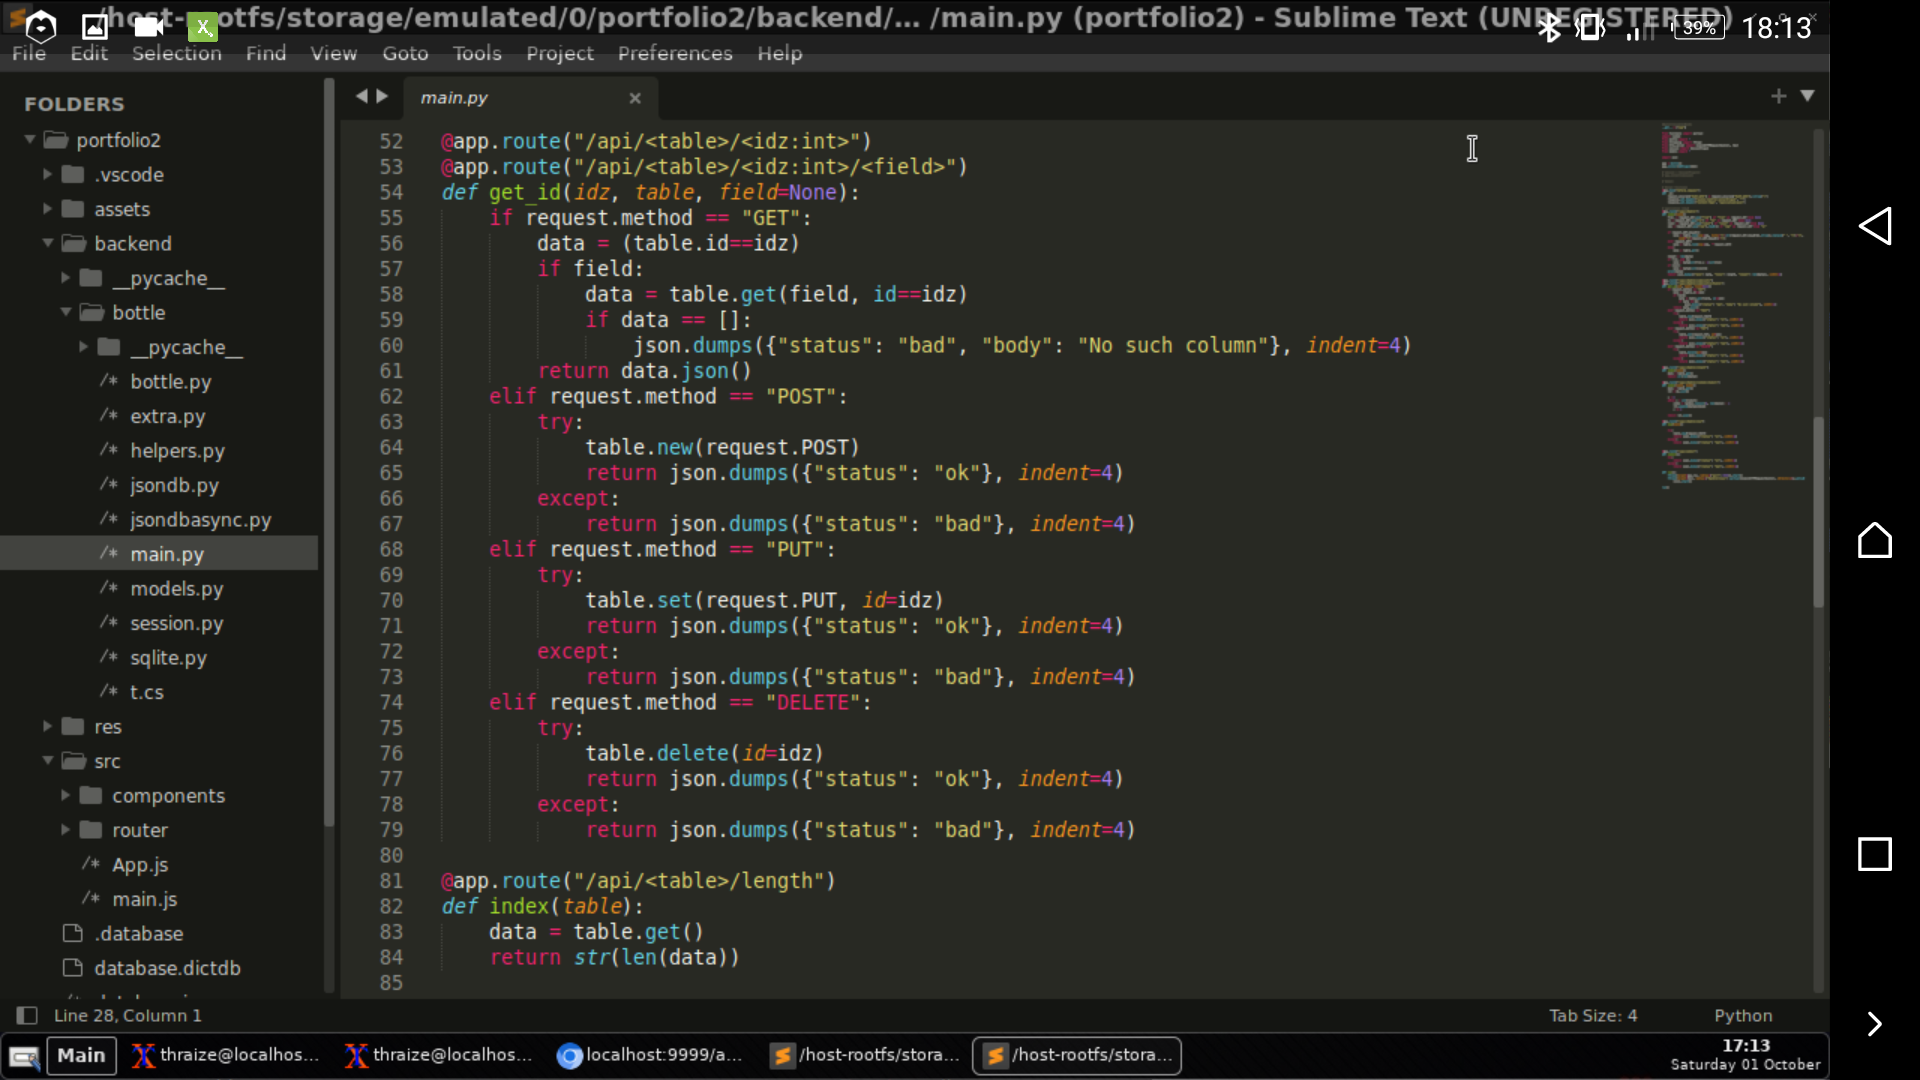 /host-rootfs/storage/emulated/0/portfolio2/backend/... /main.py (portfolio2) - Sublime Text (UNREGISTERED)
39% 18:13
File Edit Selection Find View Goto Tools Project Preferences Help
FOLDERS
portfolio2
.vscode
assets
backend
__pycache__
bottle
__pycache__
/* bottle.py
/* extra.py
/* helpers.py
/* jsondb.py
/* jsondbasync.py
/* main.py
/* models.py
/* session.py
/* sqlite.py
/* t.cs
res
src
components
router
/* App.js
/* main.js
.database
database.dictdb
main.py
52 @app.route("/api/<table>/<idz:int>")
53 @app.route("/api/<table>/<idz:int>/<field>")
54 def get_id(idz, table, field=None):
55     if request.method == "GET":
56         data = (table.id==idz)
57         if field:
58             data = table.get(field, id==idz)
59             if data == []:
60                 json.dumps({"status": "bad", "body": "No such column"}, indent=4)
61         return data.json()
62     elif request.method == "POST":
63         try:
64             table.new(request.POST)
65             return json.dumps({"status": "ok"}, indent=4)
66         except:
67             return json.dumps({"status": "bad"}, indent=4)
68     elif request.method == "PUT":
69         try:
70             table.set(request.PUT, id=idz)
71             return json.dumps({"status": "ok"}, indent=4)
72         except:
73             return json.dumps({"status": "bad"}, indent=4)
74     elif request.method == "DELETE":
75         try:
76             table.delete(id=idz)
77             return json.dumps({"status": "ok"}, indent=4)
78         except:
79             return json.dumps({"status": "bad"}, indent=4)
80
81 @app.route("/api/<table>/length")
82 def index(table):
83     data = table.get()
84     return str(len(data))
85
Line 28, Column 1
Tab Size: 4 Python
Main thraize@localhos... thraize@localhos... localhost:9999/a... /host-rootfs/stora... /host-rootfs/stora...
17:13
Saturday 01 October